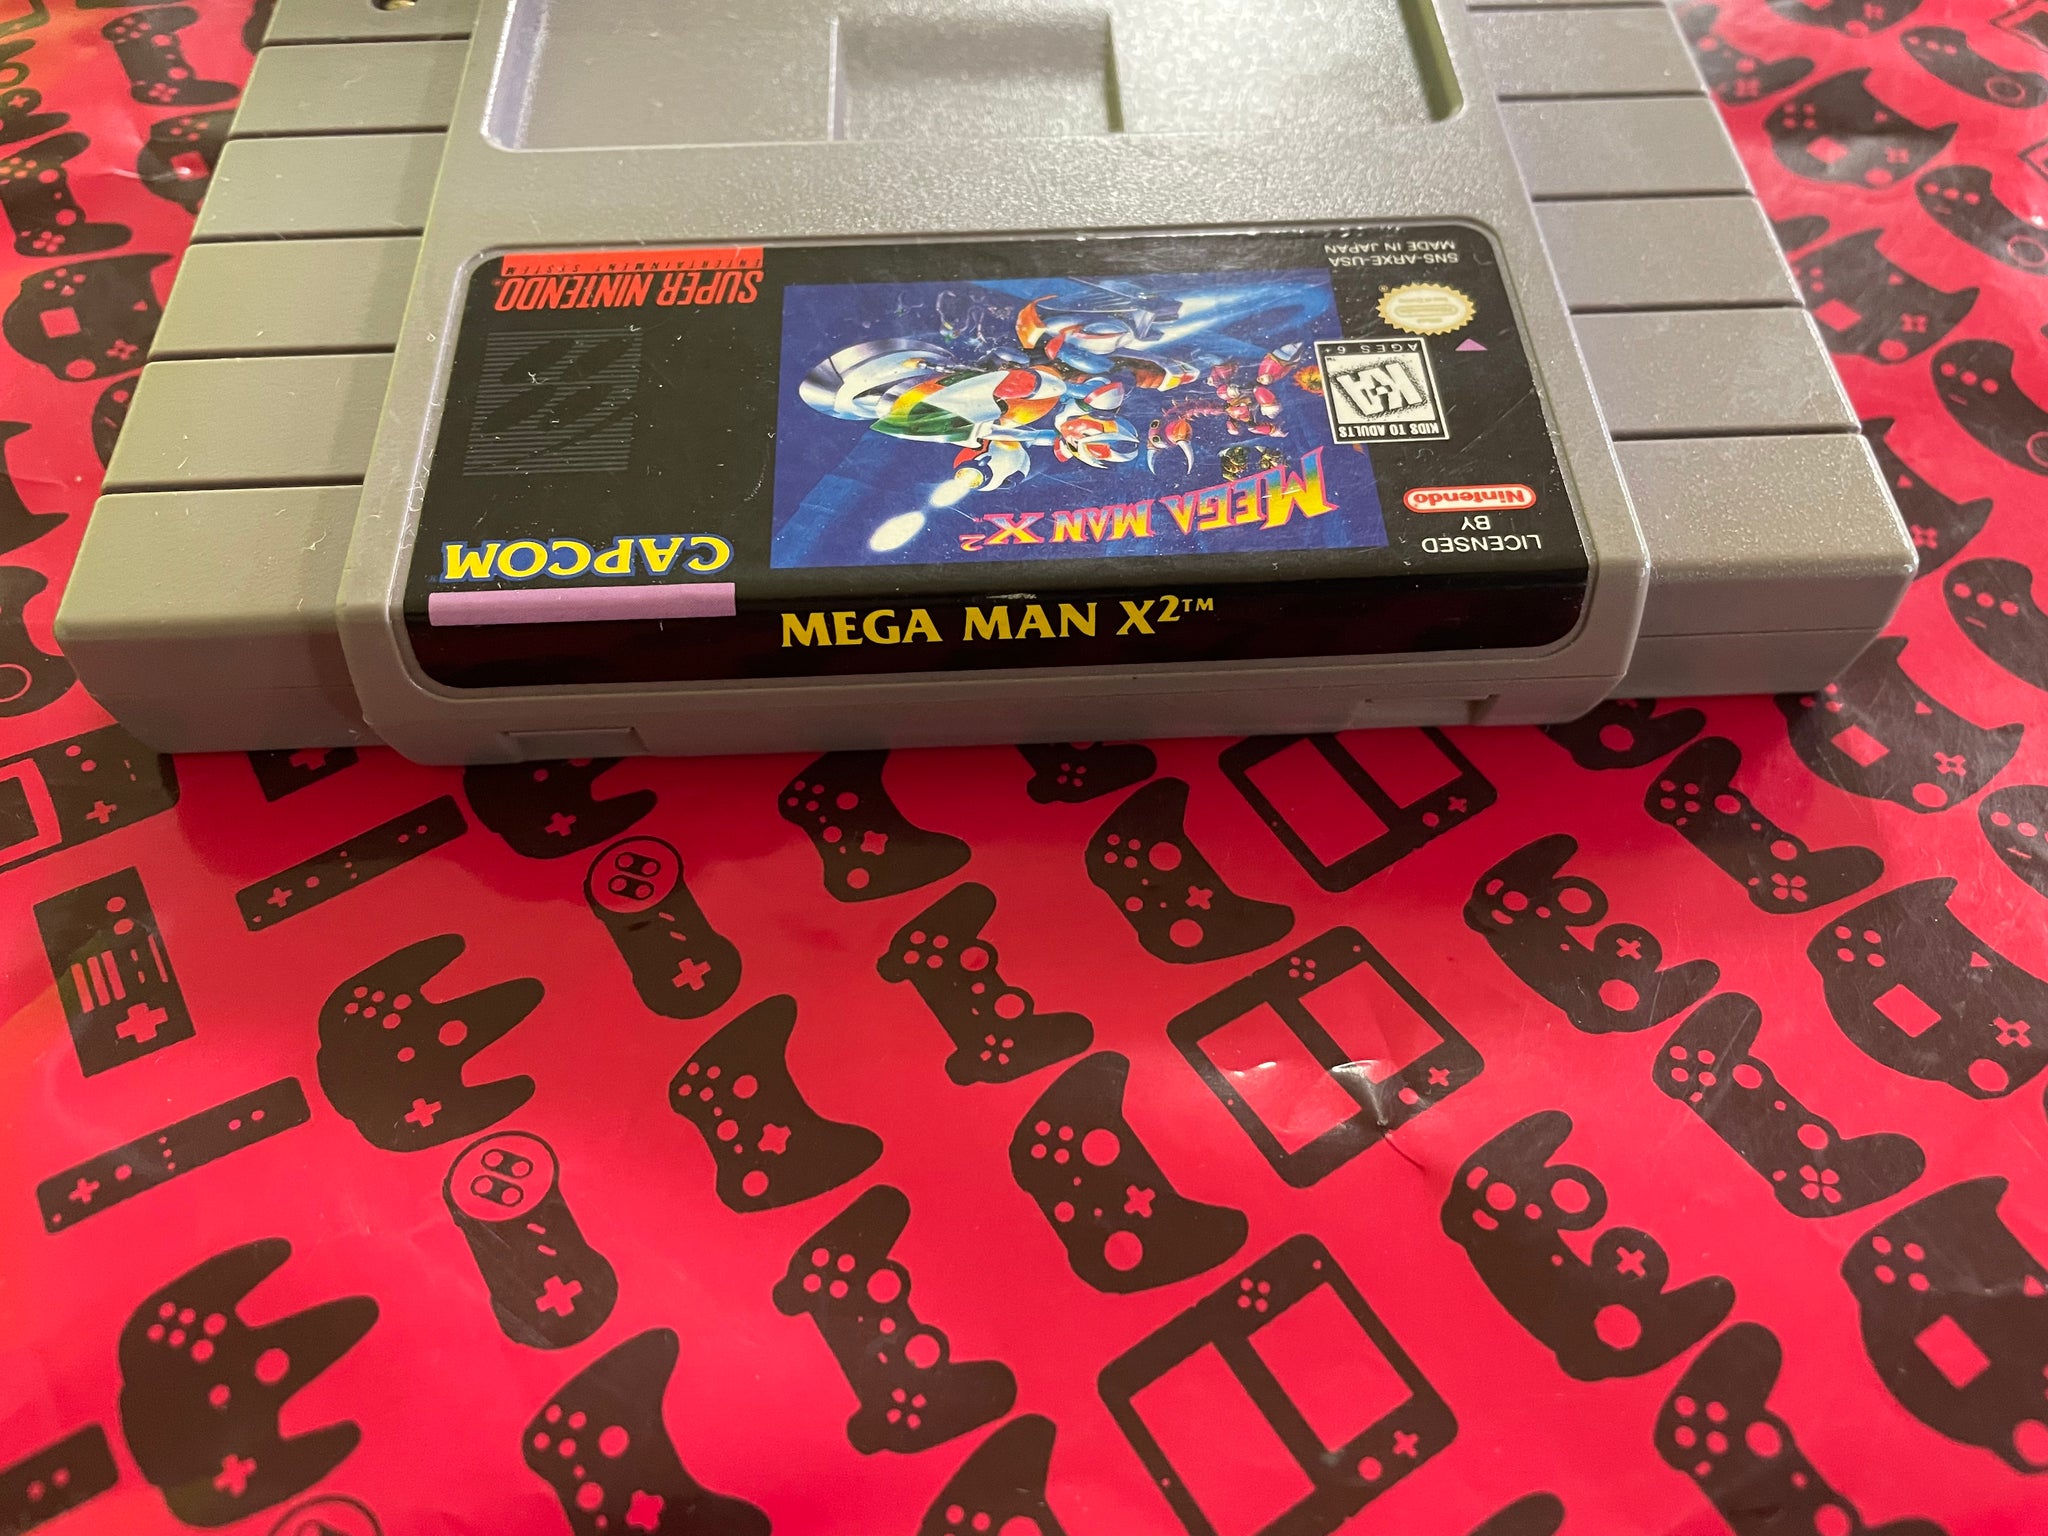 MEGA MAN X2™
SUPER NINTENDO
ENTERTAINMENT SYSTEM
CAPCOM
MEGA MAN X2
SNS-ARXE-USA
MADE IN JAPAN
AGES 6+
K-A
KIDS TO ADULTS
LICENSED
BY
Nintendo